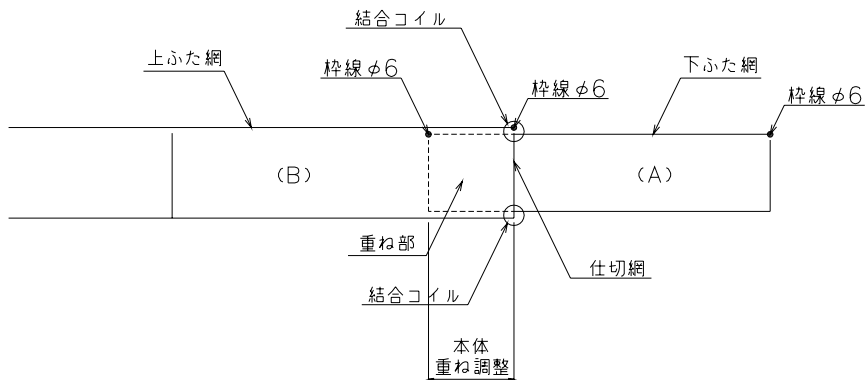 結合コイル
上ふた網
枠線φ6
枠線φ6
下ふた網
枠線φ6
(B)
(A)
重ね部
仕切網
結合コイル
本体
重ね調整